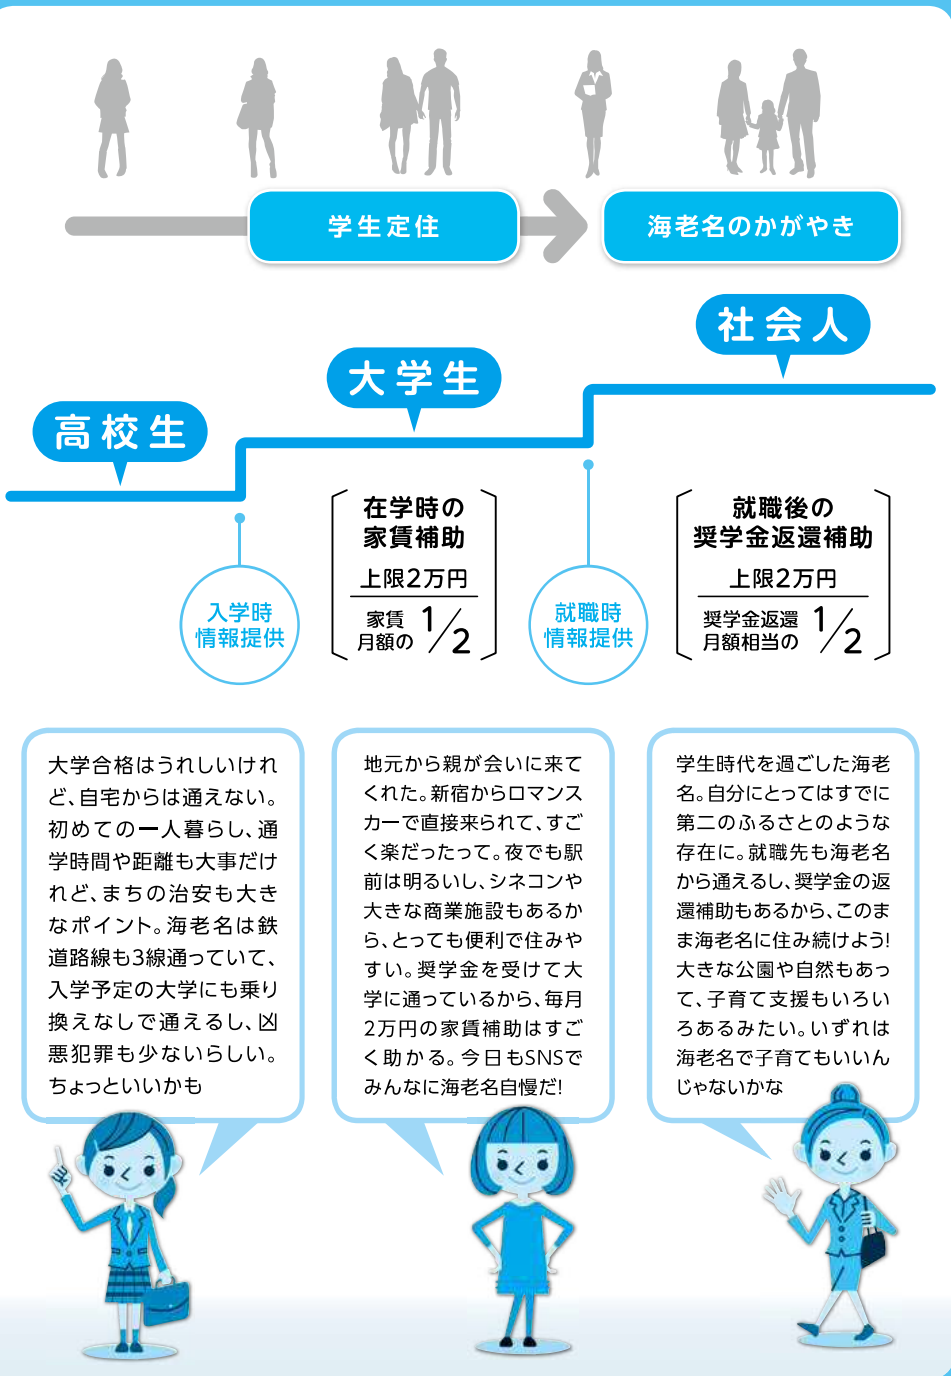 学生定住
海老名のかがやき
社会人
大学生
高校生
在学時の
家賃補助
上限2万円
家賃
月額の 1/2
就職後の
奨学金返還補助
上限2万円
奨学金返還
月額相当の 1/2
入学時
情報提供
就職時
情報提供
大学合格はうれしいけれ
ど、自宅からは通えない。
初めての一人暮らし、通
学時間や距離も大事だけ
れど、まちの治安も大き
なポイント。海老名は鉄
道路線も3線通っていて、
入学予定の大学にも乗り
換えなしで通えるし、凶
悪犯罪も少ないらしい。
ちょっといいかも
地元から親が会いに来て
くれた。新宿からロマンス
カーで直接来られて、すご
く楽だったって。夜でも駅
前は明るいし、シネコンや
大きな商業施設もあるか
ら、とっても便利で住みや
すい。奨学金を受けて大
学に通っているから、毎月
2万円の家賃補助はすご
く助かる。今日もSNSで
みんなに海老名自慢だ!
学生時代を過ごした海老
名。自分にとってはすでに
第二のふるさとのような
存在に。就職先も海老名
から通えるし、奨学金の返
還補助もあるから、このま
ま海老名に住み続けよう!
大きな公園や自然もあっ
て、子育て支援もいろい
ろあるみたい。いずれは
海老名で子育てもいいん
じゃないかな